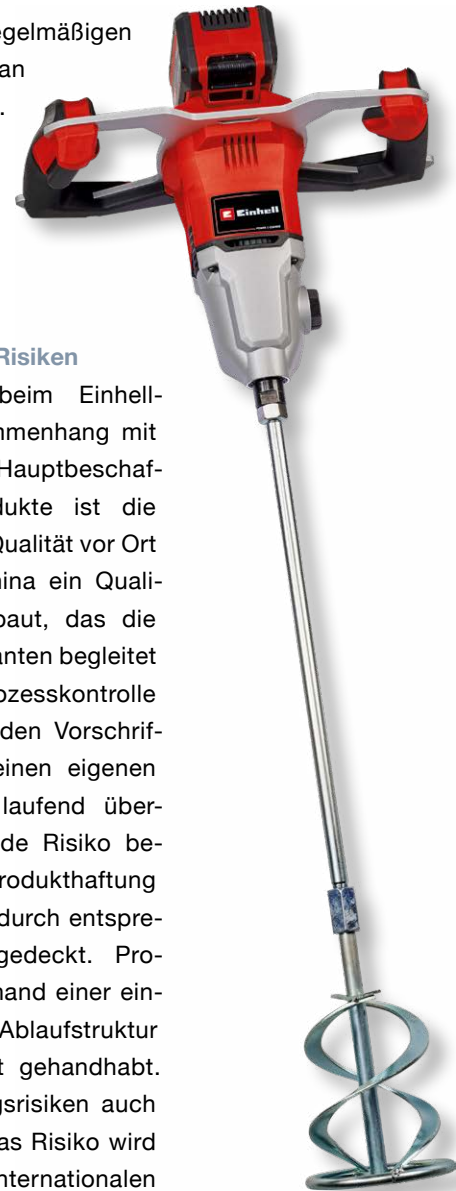 egelmäßigen
an
.
Einhell
Risiken
beim Einhell-
mmenhang mit
Hauptbeschaf-
dukte ist die
Qualität vor Ort
ina ein Quali-
baut, das die
anten begleitet
ozesskontrolle
den Vorschrif-
einen eigenen
laufend über-
de Risiko be-
rodukthaftung
durch entspre-
gedeckt. Pro-
hand einer ein-
Ablaufstruktur
t gehandhabt.
gsrisiken auch
as Risiko wird
nternationalen